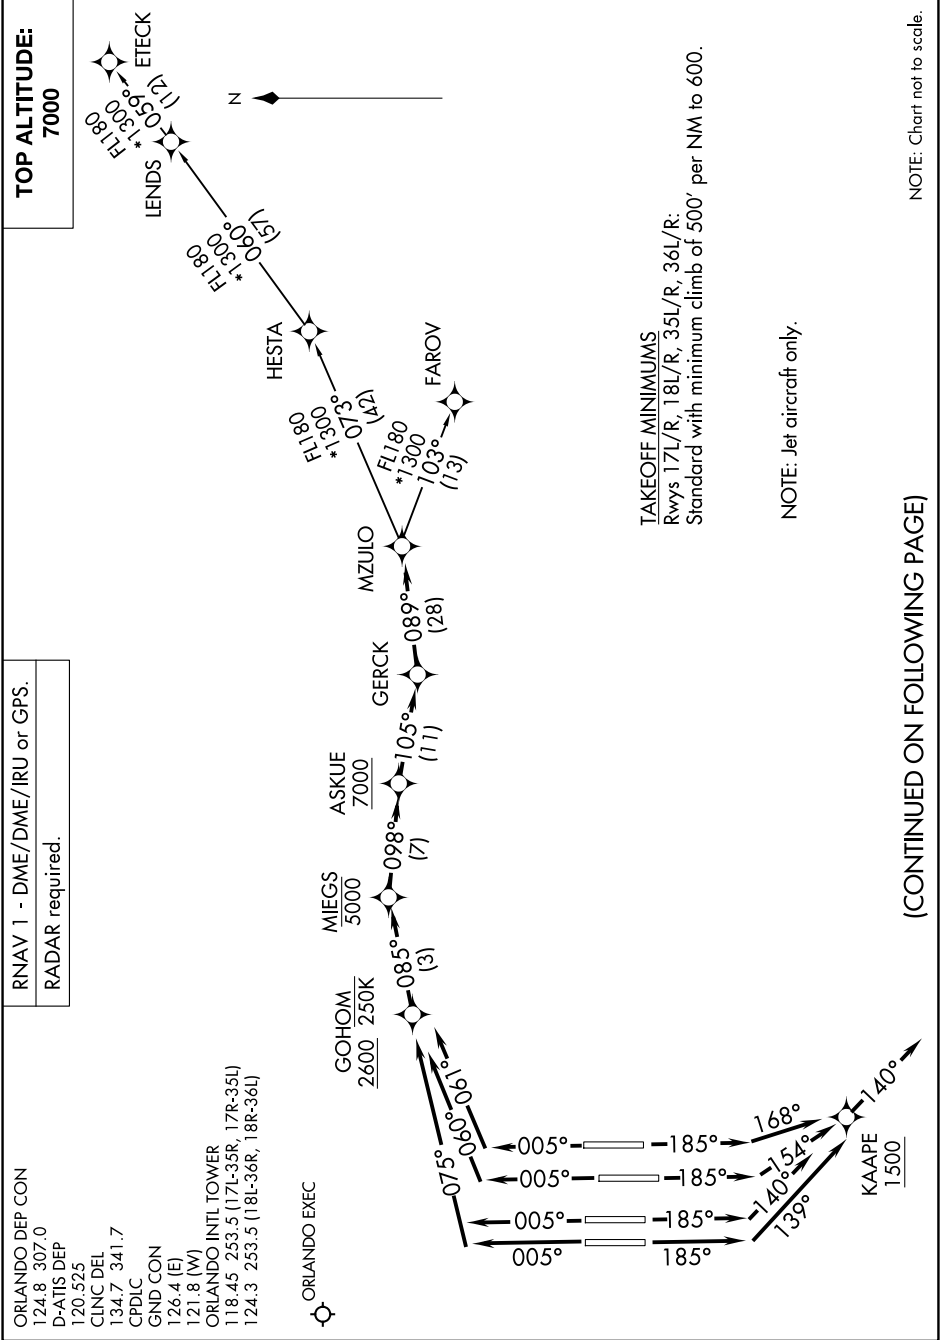 TOP ALTITUDE:
7000
RNAV 1 - DME/DME/IRU or GPS.
RADAR required.
ORLANDO DEP CON
124.8 307.0
D-ATIS DEP
120.525
CLNC DEL
134.7 341.7
CPDLC
GND CON
126.4 (E)
121.8 (W)
ORLANDO INTL TOWER
118.45 253.5 (17L-35R, 17R-35L)
124.3 253.5 (18L-36R, 18R-36L)
ORLANDO EXEC
N
ETECK
FL180
*1300
059°
(12)
LENDS
FL180
*1300
060°
(57)
HESTA
FL180
*1300
073°
(42)
FAROV
FL180
*1300
103°
(13)
MZULO
089°
(28)
GERCK
105°
(11)
ASKUE
7000
098°
(7)
MIEGS
5000
085°
(3)
GOHOM
2600 250K
075°
060°
061°
005°
005°
005°
005°
185°
185°
185°
185°
139°
140°
154°
168°
KAAPE
1500
140°
TAKEOFF MINIMUMS
Rwys 17L/R, 18L/R, 35L/R, 36L/R:
Standard with minimum climb of 500' per NM to 600.
NOTE: Jet aircraft only.
(CONTINUED ON FOLLOWING PAGE)
NOTE: Chart not to scale.